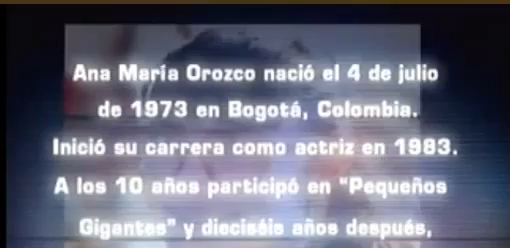 Ana María Orozco nació el 4 de julio
de 1973 en Bogotá, Colombia.
Inició su carrera como actriz en 1983.
A los 10 años participó en "Pequeños
Gigantes" y dieciséis años después,